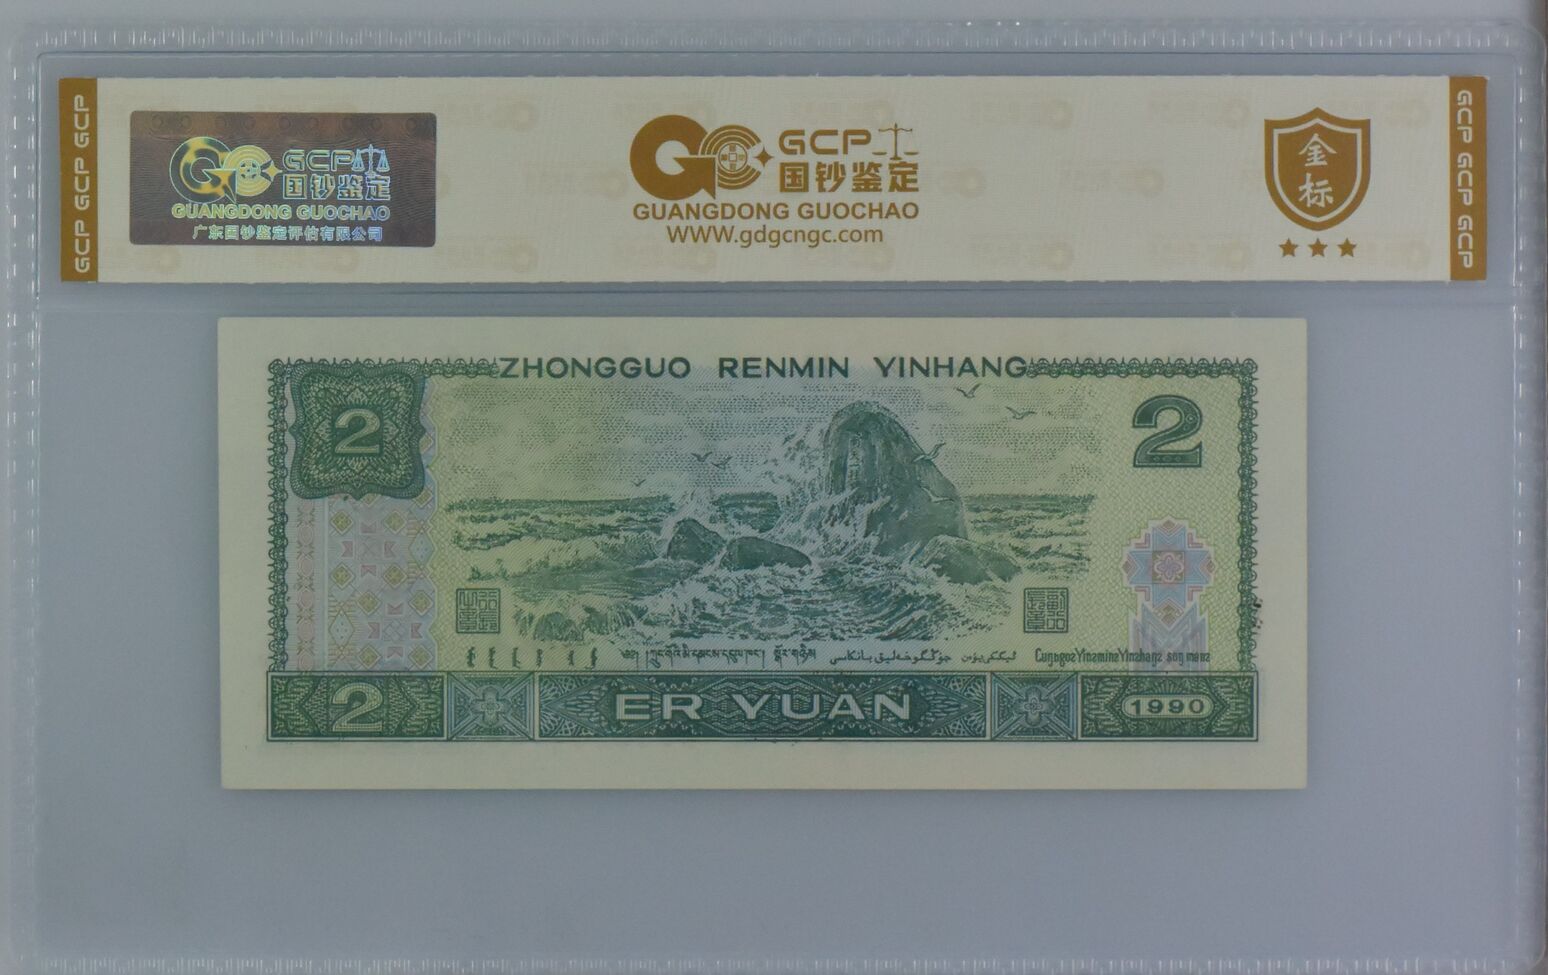 GCP GCP GCP
GCP
国钞鉴定
GUANGDONG GUOCHAO
广东国钞鉴定评估有限公司
GCP
国钞鉴定
GUANGDONG GUOCHAO
WWW.gdgcngc.com
金
标
GCP GCP GCP
ZHONGGUO RENMIN YINHANG
2
2
2
ER YUAN
1990